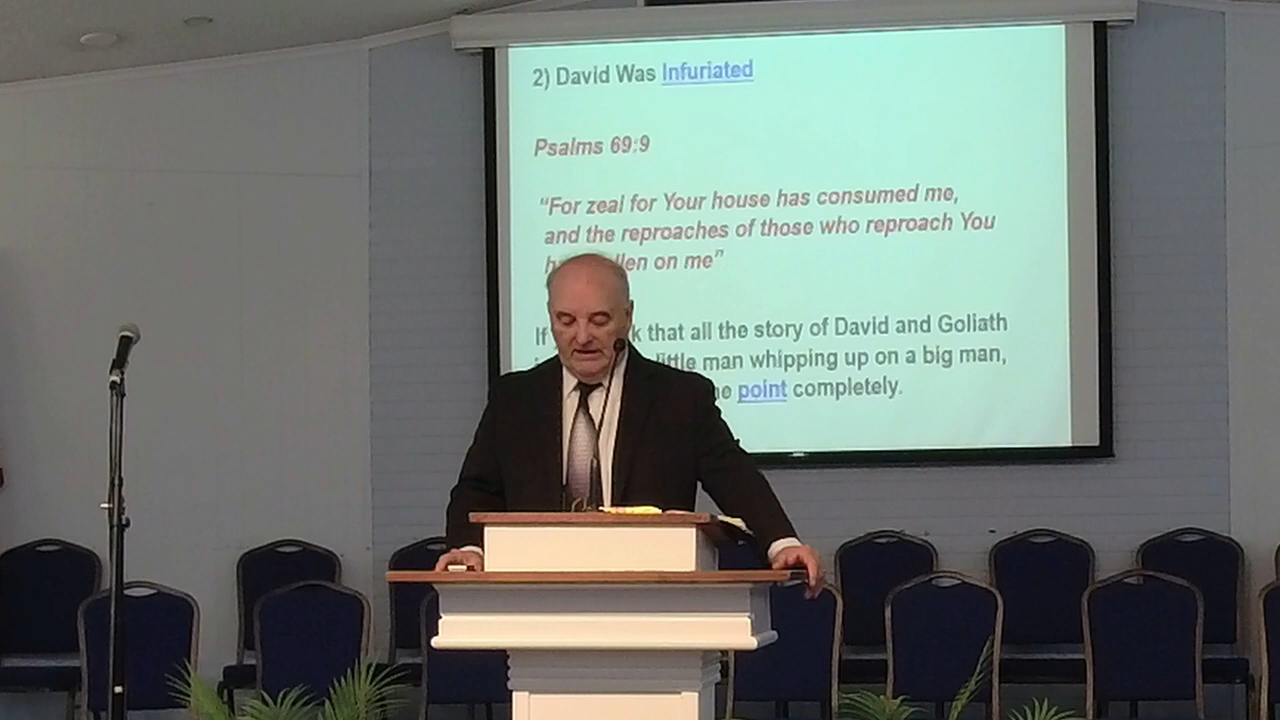 2) David Was Infuriated
Psalms 69:9
“For zeal for Your house has consumed me,
and the reproaches of those who reproach You
on me”
If that all the story of David and Goliath
little man whipping up on a big man,
point completely.